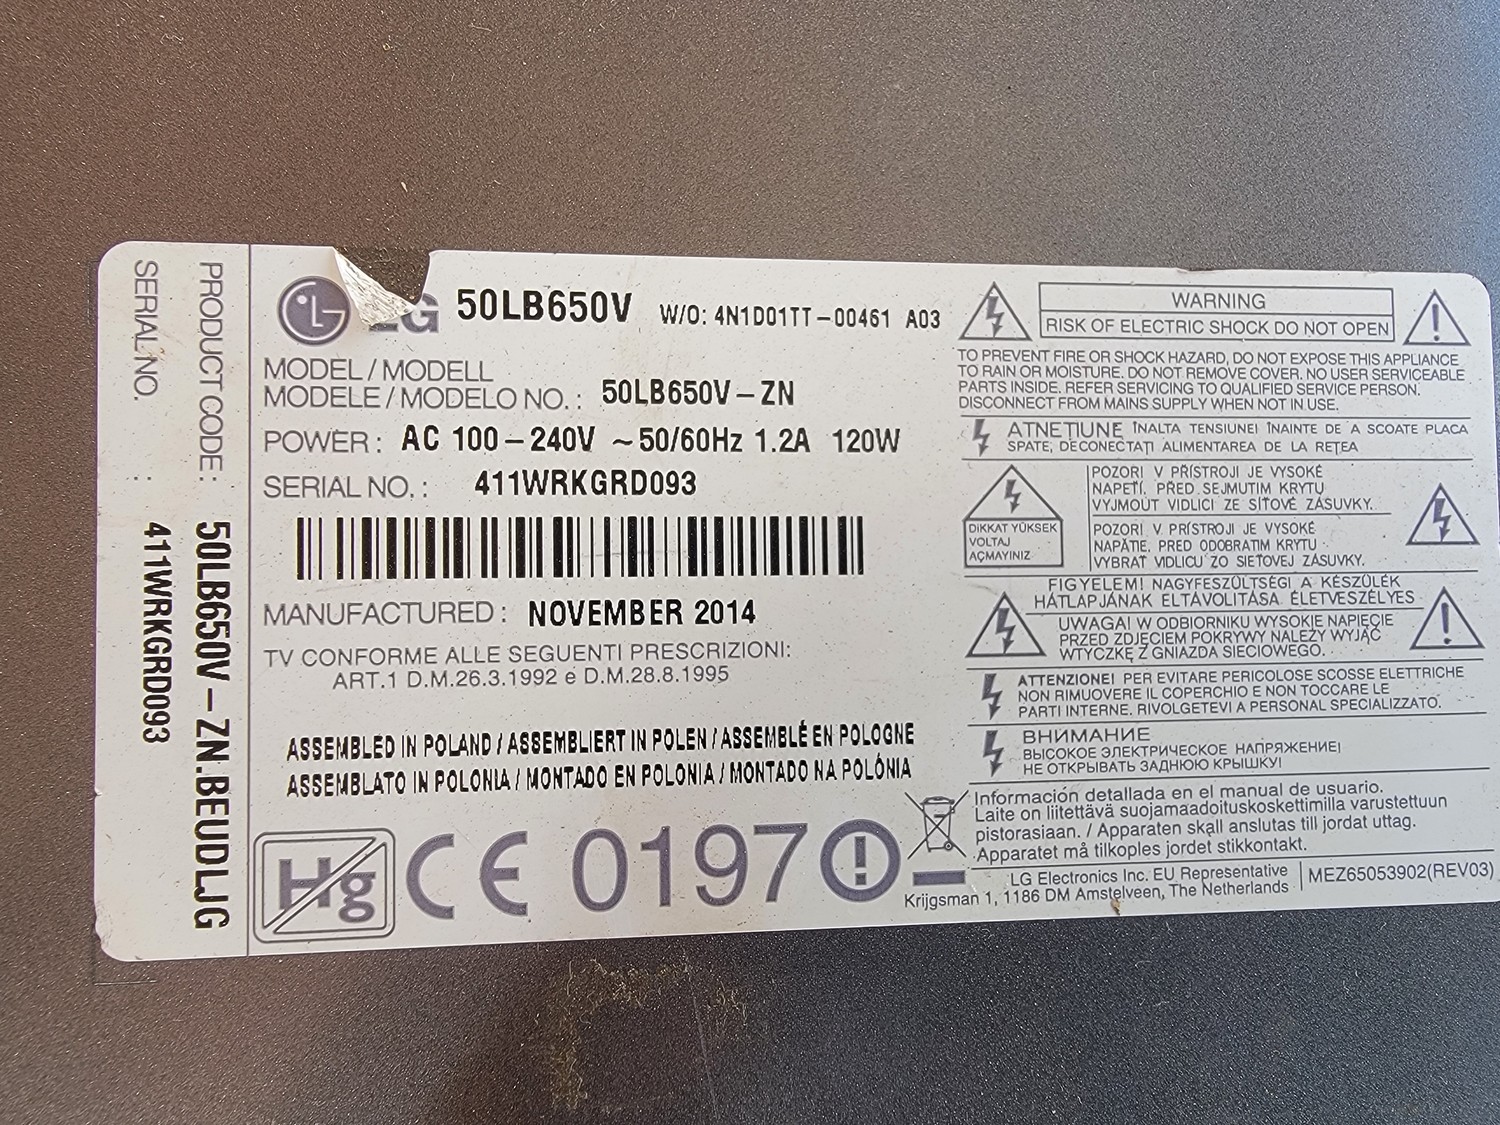 PRODUCT CODE : 50LB650V-ZN.BEUDLJG
SERIAL NO. : 411WRKGRD093
LG 50LB650V W/O: 4N1D01TT-00461 A03
MODEL / MODELL
MODELE / MODELO NO. : 50LB650V-ZN
POWER : AC 100-240V ~50/60Hz 1.2A 120W
SERIAL NO. : 411WRKGRD093
MANUFACTURED : NOVEMBER 2014
TV CONFORME ALLE SEGUENTI PRESCRIZIONI:
ART.1 D.M.26.3.1992 e D.M.28.8.1995
ASSEMBLED IN POLAND / ASSEMBLIERT IN POLEN / ASSEMBLÉ EN POLOGNE
ASSEMBLATO IN POLONIA / MONTADO EN POLONIA / MONTADO NA POLÓNIA
Hg CE 0197
WARNING
RISK OF ELECTRIC SHOCK DO NOT OPEN
TO PREVENT FIRE OR SHOCK HAZARD, DO NOT EXPOSE THIS APPLIANCE
TO RAIN OR MOISTURE. DO NOT REMOVE COVER. NO USER SERVICEABLE
PARTS INSIDE. REFER SERVICING TO QUALIFIED SERVICE PERSON.
DISCONNECT FROM MAINS SUPPLY WHEN NOT IN USE.
ATNEȚIUNE ÎNALTA TENSIUNE! ÎNAINTE DE A SCOATE PLACA
SPATE, DECONECTAȚI ALIMENTAREA DE LA REȚEA
DIKKAT YÜKSEK
VOLTAJ
AÇMAYINIZ
POZOR! V PŘÍSTROJI JE VYSOKÉ
NAPETÍ. PŘED SEJMUTIM KRYTU
VYJMOUT VIDLICI ZE SÍŤOVÉ ZÁSUVKY.
POZOR! V PRÍSTROJI JE VYSOKÉ
NAPÄTIE. PRED ODOBRATIM KRYTU
VYBRAŤ VIDLICU ZO SIEŤOVEJ ZÁSUVKY.
FIGYELEM! NAGYFESZÜLTSÉG! A KÉSZÜLÉK
HÁTLAPJÁNAK ELTÁVOLITÁSA ÉLETVESZÉLYES
UWAGA! W ODBIORNIKU WYSOKIE NAPIĘCIE
PRZED ZDJĘCIEM POKRYWY NALEŻY WYJĄĆ
WTYCZKĘ Z GNIAZDA SIECIOWEGO.
ATTENZIONE! PER EVITARE PERICOLOSE SCOSSE ELETTRICHE
NON RIMUOVERE IL COPERCHIO E NON TOCCARE LE
PARTI INTERNE. RIVOLGETEVI A PERSONAL SPECIALIZZATO.
ВНИМАНИЕ
ВЫСОКОЕ ЭЛЕКТРИЧЕСКОЕ НАПРЯЖЕНИЕ!
НЕ ОТКРЫВАТЬ ЗАДНЮЮ КРЫШКУ!
Información detallada en el manual de usuario.
Laite on liitettävä suojamaadoituskoskettimilla varustettuun
pistorasiaan. / Apparaten skall anslutas till jordat uttag.
Apparatet må tilkoples jordet stikkontakt.
LG Electronics Inc. EU Representative
Krijgsman 1, 1186 DM Amstelveen, The Netherlands
MEZ65053902(REV03)